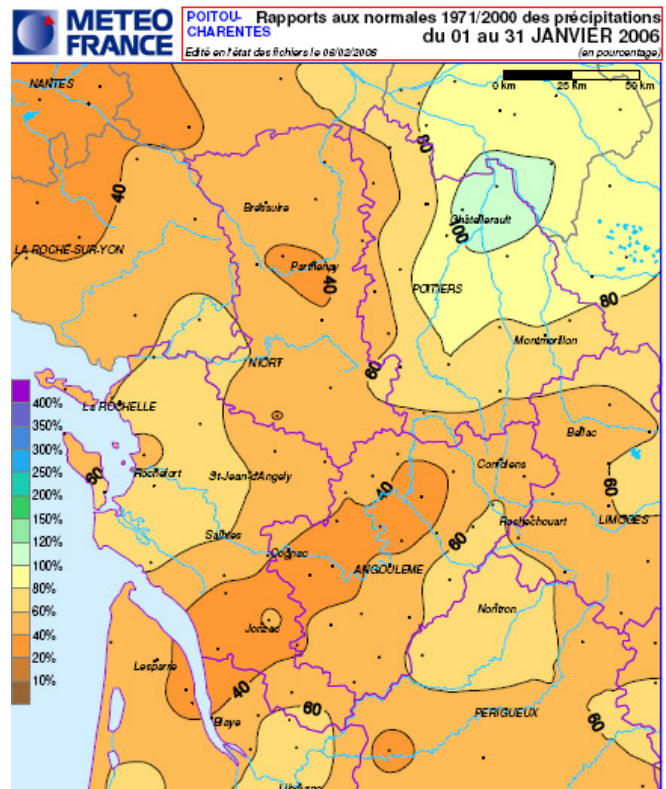 METEO
FRANCE
POITOU-
CHARENTES
Rapports aux normales 1971/2000 des précipitations
du 01 au 31 JANVIER 2006
Edité en l'état des fichiers le 06/02/2006
(en pourcentage)
0 km 25 Km 50 km
NANTES
80
40
Bressuire
Châtellerault
100
LA ROCHE-SUR-YON
Parthenay
40
POITIERS
80
Montmorillon
NIORT
60
400%
350%
300%
250%
200%
150%
120%
100%
80%
60%
40%
20%
10%
La ROCHELLE
Bellac
60
Rochefort
St-Jean-d'Angely
40
Confolens
60
Saintes
60
Rochechouart
LIMOGES
Cognac
ANGOULEME
Nontron
Jonzac
Lesparre
40
60
Blaye
PERIGUEUX
60
Libourne